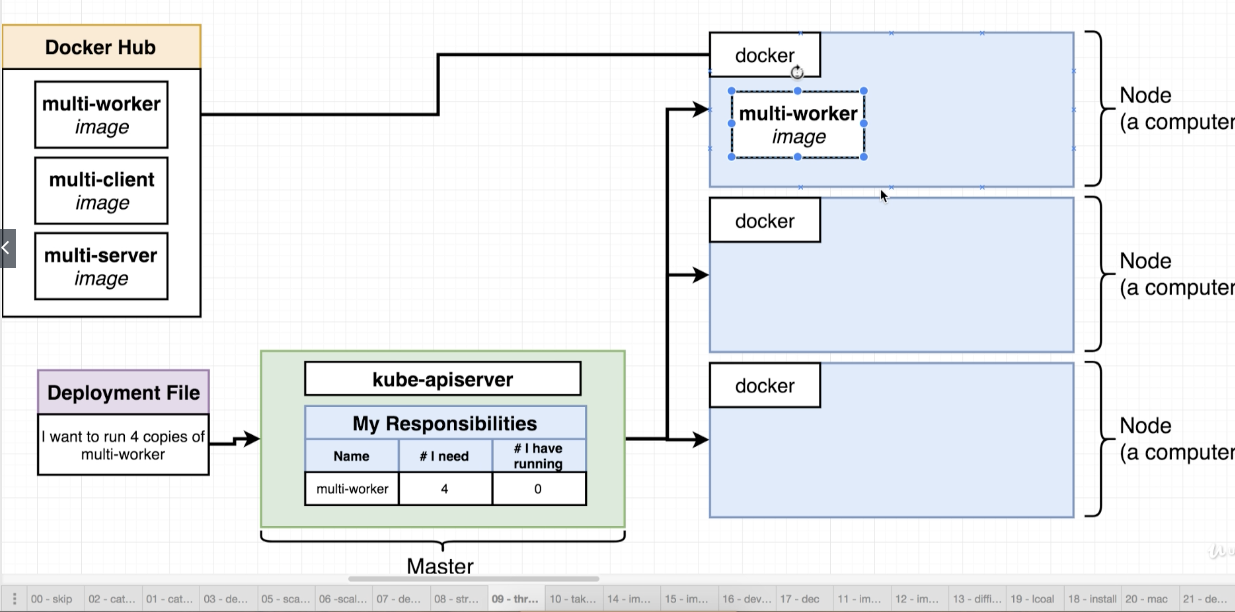 Docker Hub
multi-worker
image
multi-client
image
multi-server
image
docker
multi-worker
image
Node
(a computer
docker
Node
(a computer
docker
Node
(a computer
Deployment File
I want to run 4 copies of
multi-worker
kube-apiserver
My Responsibilities
Name # I need # I have
running
multi-worker 4 0
Master
00 - skip 02 - cat... 01 - cat... 03 - de... 05 - sca... 06 -scal... 07 - de... 08 - str... 09 - thr... 10 - tak... 14 - im... 15 - im... 16 - dev... 17 - dec 11 - im... 12 - im... 13 - diffi... 19 - lcoal 18 - install 20 - mac 21 - de...